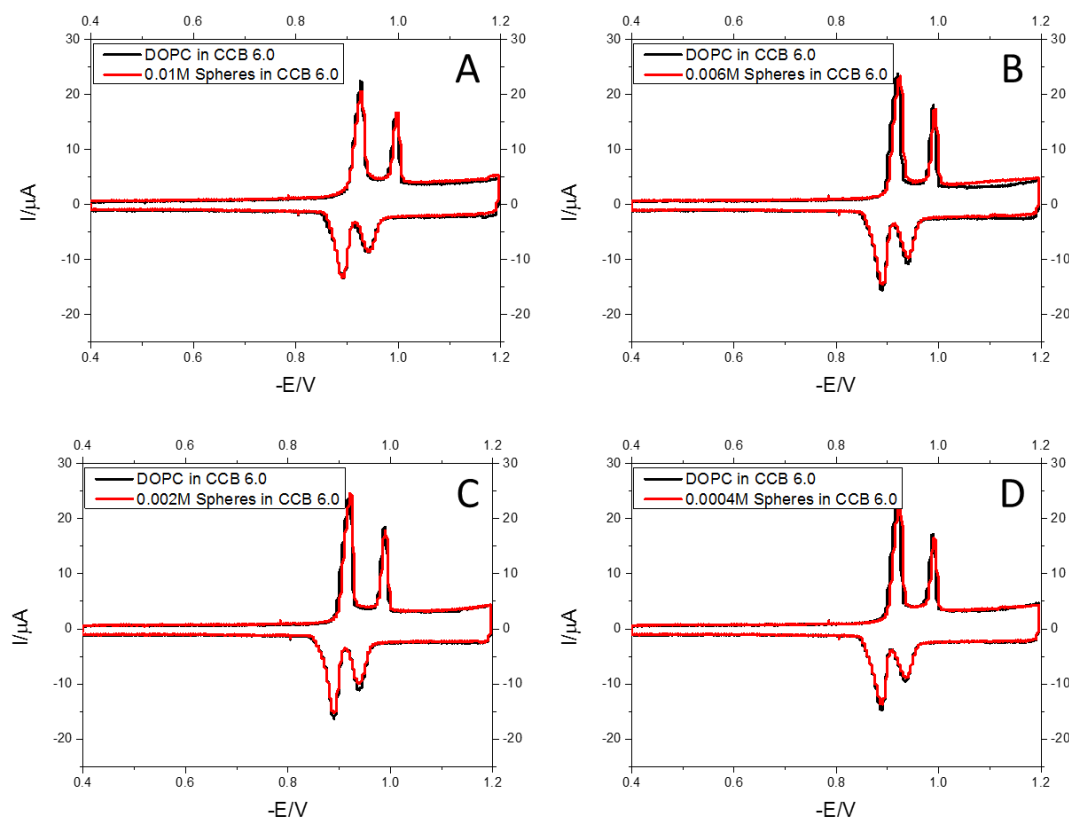 0.4 0.6 0.8 1.0 1.2
30 30
DOPC in CCB 6.0
0.01M Spheres in CCB 6.0
A
20 20
10 10
0 0
-10 -10
-20 -20
I/μA
0.4 0.6 0.8 1.0 1.2
-E/V
0.4 0.6 0.8 1.0 1.2
30 30
DOPC in CCB 6.0
0.006M Spheres in CCB 6.0
B
20 20
10 10
0 0
-10 -10
-20 -20
I/μA
0.4 0.6 0.8 1.0 1.2
-E/V
0.4 0.6 0.8 1.0 1.2
30 30
DOPC in CCB 6.0
0.002M Spheres in CCB 6.0
C
20 20
10 10
0 0
-10 -10
-20 -20
I/μA
0.4 0.6 0.8 1.0 1.2
-E/V
0.4 0.6 0.8 1.0 1.2
30 30
DOPC in CCB 6.0
0.0004M Spheres in CCB 6.0
D
20 20
10 10
0 0
-10 -10
-20 -20
I/μA
0.4 0.6 0.8 1.0 1.2
-E/V